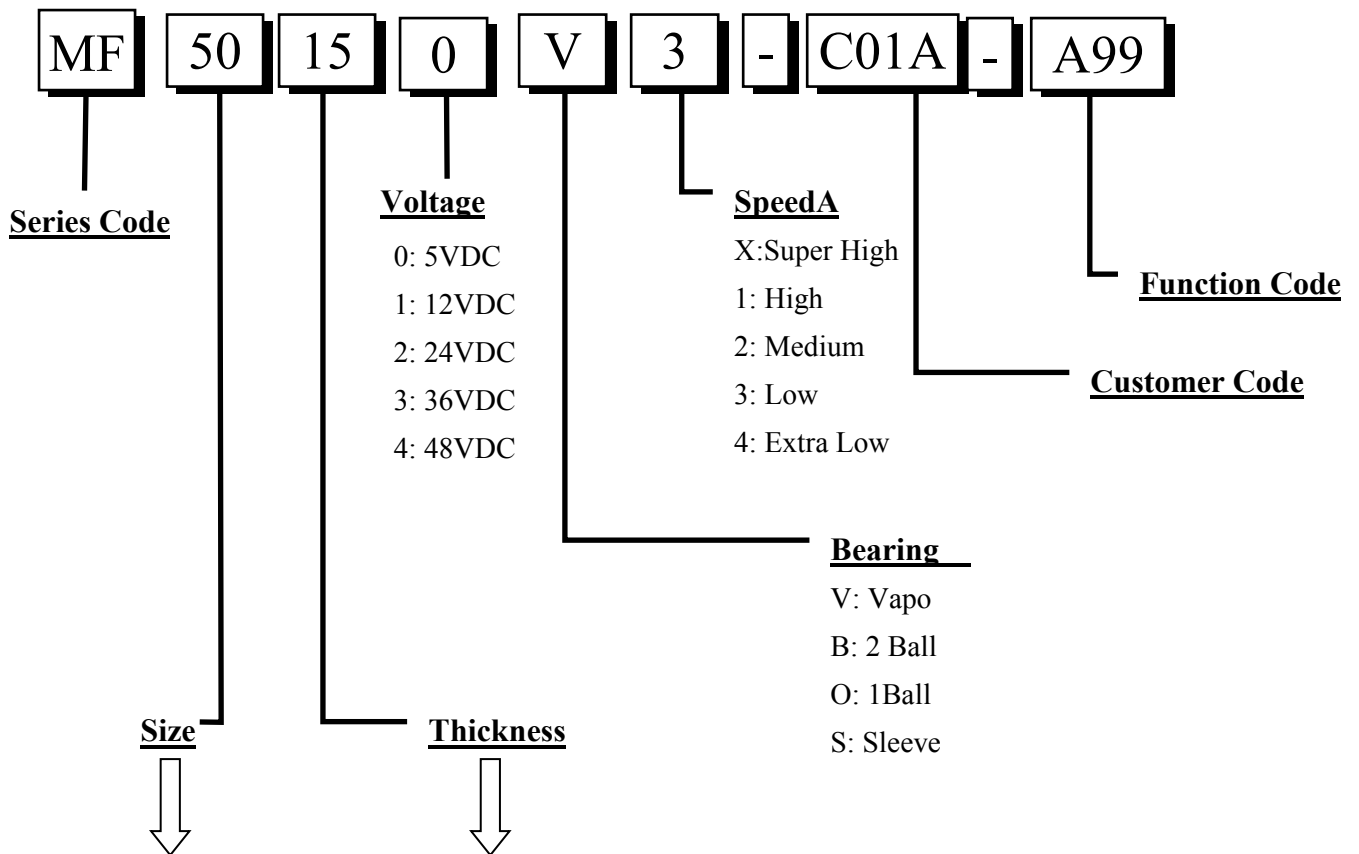 MF 50 15 0 V 3 - C01A - A99
Series Code
Voltage
0: 5VDC
1: 12VDC
2: 24VDC
3: 36VDC
4: 48VDC
SpeedA
X:Super High
1: High
2: Medium
3: Low
4: Extra Low
Function Code
Customer Code
Bearing
V: Vapo
B: 2 Ball
O: 1Ball
S: Sleeve
Size
Thickness